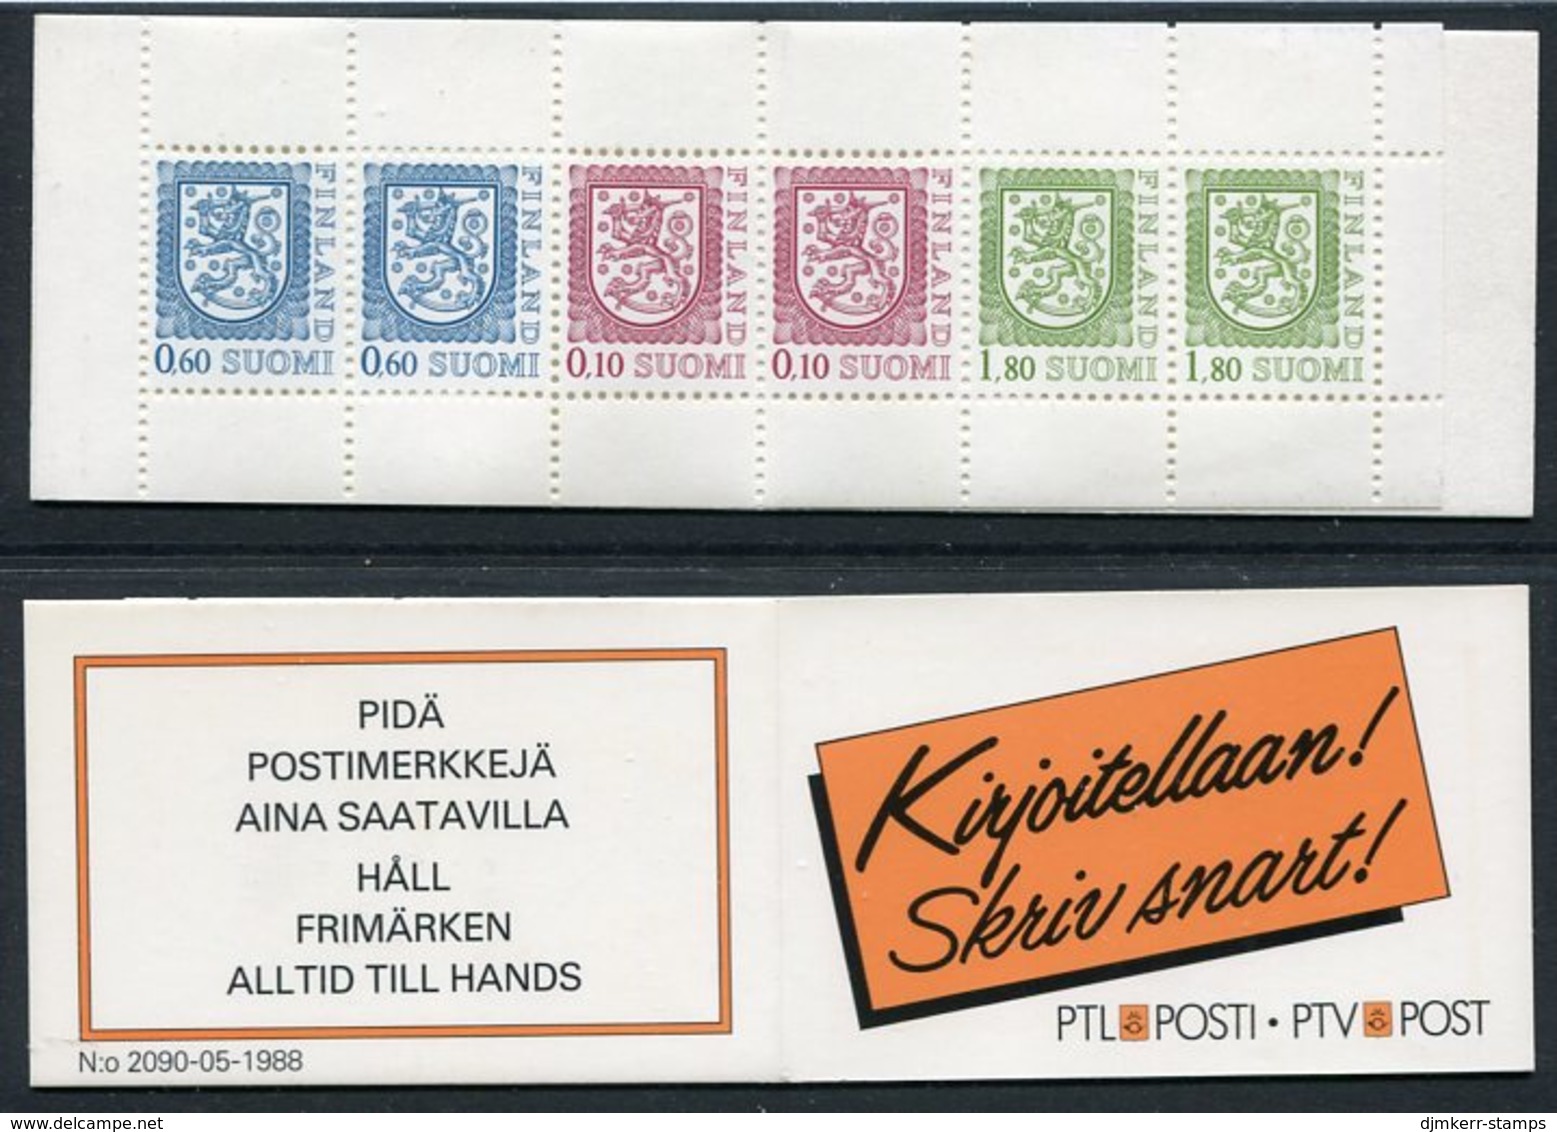 FINLAND FINLAND FINLAND FINLAND FINLAND FINLAND
0,60 SUOMI 0,60 SUOMI 0,10 SUOMI 0,10 SUOMI 1,80 SUOMI 1,80 SUOMI
PIDÄ
POSTIMERKKEJÄ
AINA SAATAVILLA
HÅLL
FRIMÄRKEN
ALLTID TILL HANDS
N:o 2090-05-1988
Kirjoitellaan!
Skriv snart!
PTL POSTI • PTV POST
djmkerr-stamps